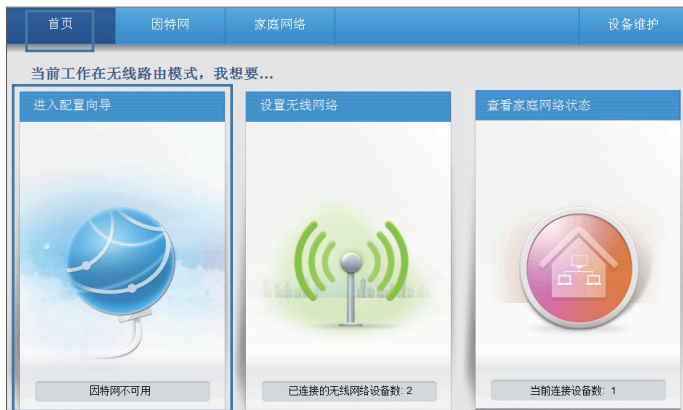 首页 因特网 家庭网络 设备维护
当前工作在无线路由模式，我想要...
进入配置向导 设置无线网络 查看家庭网络状态
因特网不可用 已连接的无线网络设备数: 2 当前连接设备数: 1